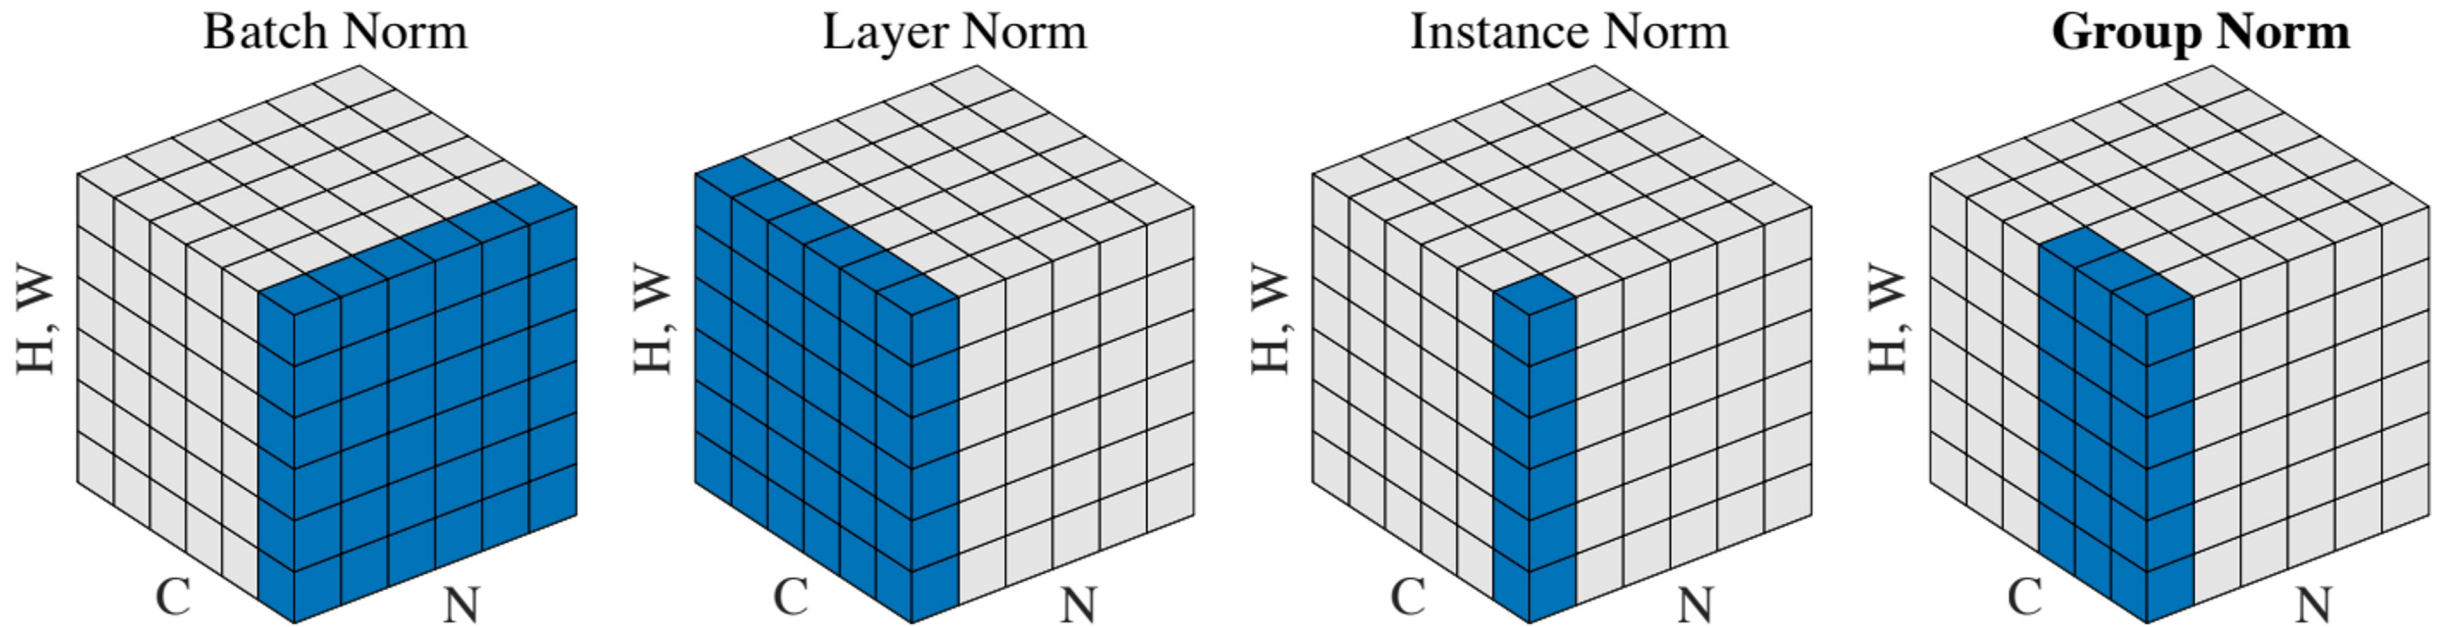 Batch Norm
H, W
C
N
Layer Norm
H, W
C
N
Instance Norm
H, W
C
N
Group Norm
H, W
C
N